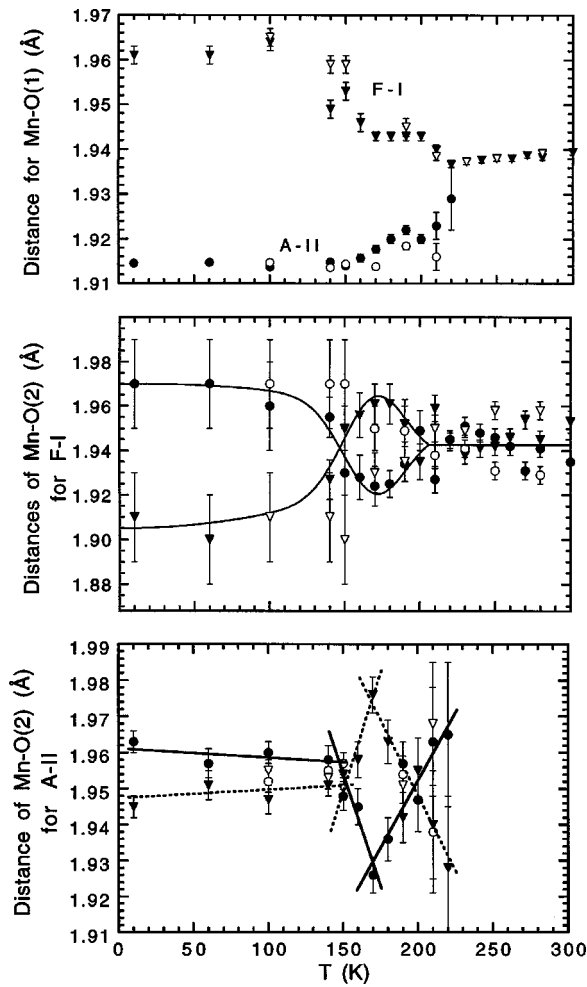 Distance for Mn-O(1) (Å)
1.97
1.96
1.95
1.94
1.93
1.92
1.91
F-I
A-II
Distances of Mn-O(2) (Å)
for F-I
1.98
1.96
1.94
1.92
1.90
1.88
Distance of Mn-O(2) (Å)
for A-II
1.99
1.98
1.97
1.96
1.95
1.94
1.93
1.92
1.91
0 50 100 150 200 250 300
T (K)